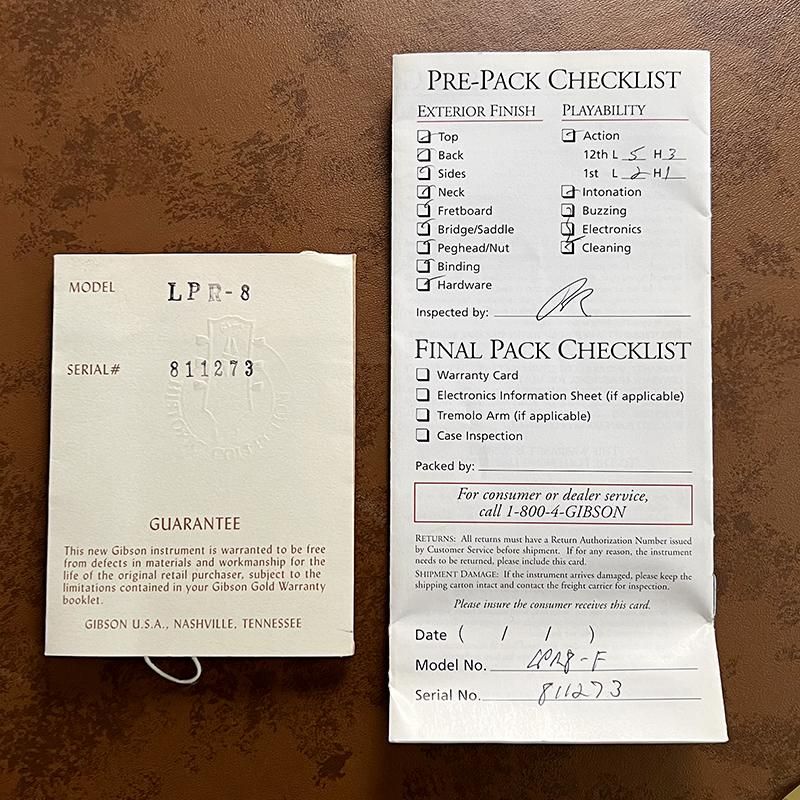 MODEL LPR-8
SERIAL# 811273
HISTORIC COLLECTION
GUARANTEE
This new Gibson instrument is warranted to be free
from defects in materials and workmanship for the
life of the original retail purchaser, subject to the
limitations contained in your Gibson Gold Warranty
booklet.
GIBSON U.S.A., NASHVILLE, TENNESSEE
PRE-PACK CHECKLIST
EXTERIOR FINISH
Top
Back
Sides
Neck
Fretboard
Bridge/Saddle
Peghead/Nut
Binding
Hardware
PLAYABILITY
Action
12th L 5 H 3
1st L 2 H 1
Intonation
Buzzing
Electronics
Cleaning
Inspected by:
FINAL PACK CHECKLIST
Warranty Card
Electronics Information Sheet (if applicable)
Tremolo Arm (if applicable)
Case Inspection
Packed by:
For consumer or dealer service,
call 1-800-4-GIBSON
RETURNS: All returns must have a Return Authorization Number issued
by Customer Service before shipment. If for any reason, the instrument
needs to be returned, please include this card.
SHIPMENT DAMAGE: If the instrument arrives damaged, please keep the
shipping carton intact and contact the freight carrier for inspection.
Please insure the consumer receives this card.
Date ( / / )
Model No. LPR8-F
Serial No. 811273